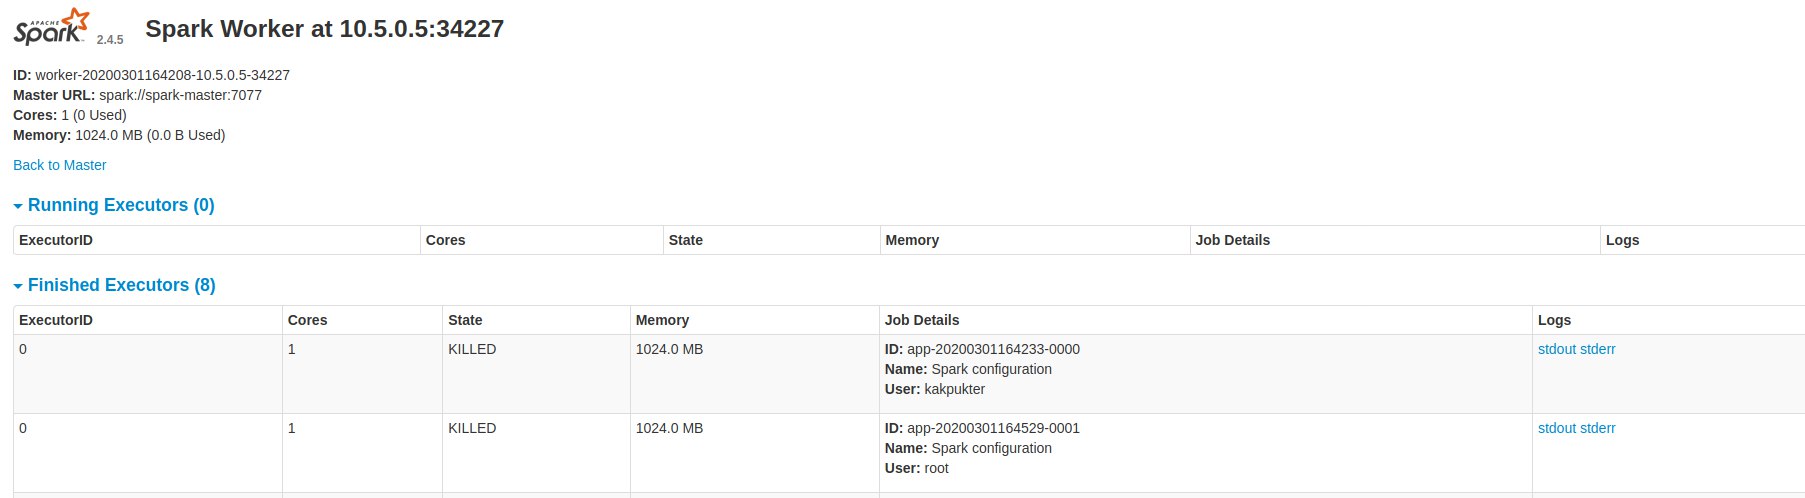 APACHE
Spark 2.4.5 Spark Worker at 10.5.0.5:34227
ID: worker-20200301164208-10.5.0.5-34227
Master URL: spark://spark-master:7077
Cores: 1 (0 Used)
Memory: 1024.0 MB (0.0 B Used)
Back to Master
Running Executors (0)
ExecutorID Cores State Memory Job Details Logs
Finished Executors (8)
ExecutorID Cores State Memory Job Details Logs
0 1 KILLED 1024.0 MB ID: app-20200301164233-0000 stdout stderr
Name: Spark configuration
User: kakpukter
0 1 KILLED 1024.0 MB ID: app-20200301164529-0001 stdout stderr
Name: Spark configuration
User: root